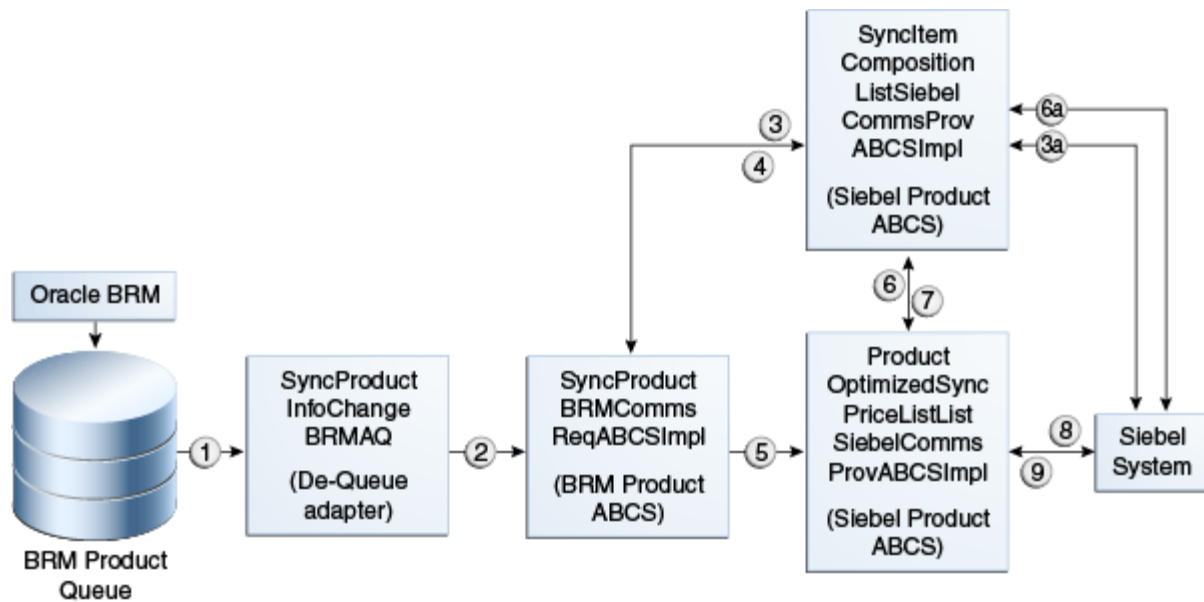 SyncItem
Composition
ListSiebel
CommsProv
ABCSImpl
(Siebel Product
ABCS)
6a
3a
3
4
6
7
Oracle BRM
BRM Product
Queue
1
SyncProduct
InfoChange
BRMAQ
(De-Queue
adapter)
2
SyncProduct
BRMComms
ReqABCSImpl
(BRM Product
ABCS)
5
Product
OptimizedSync
PriceListList
SiebelComms
ProvABCSImpl
(Siebel Product
ABCS)
8
9
Siebel
System